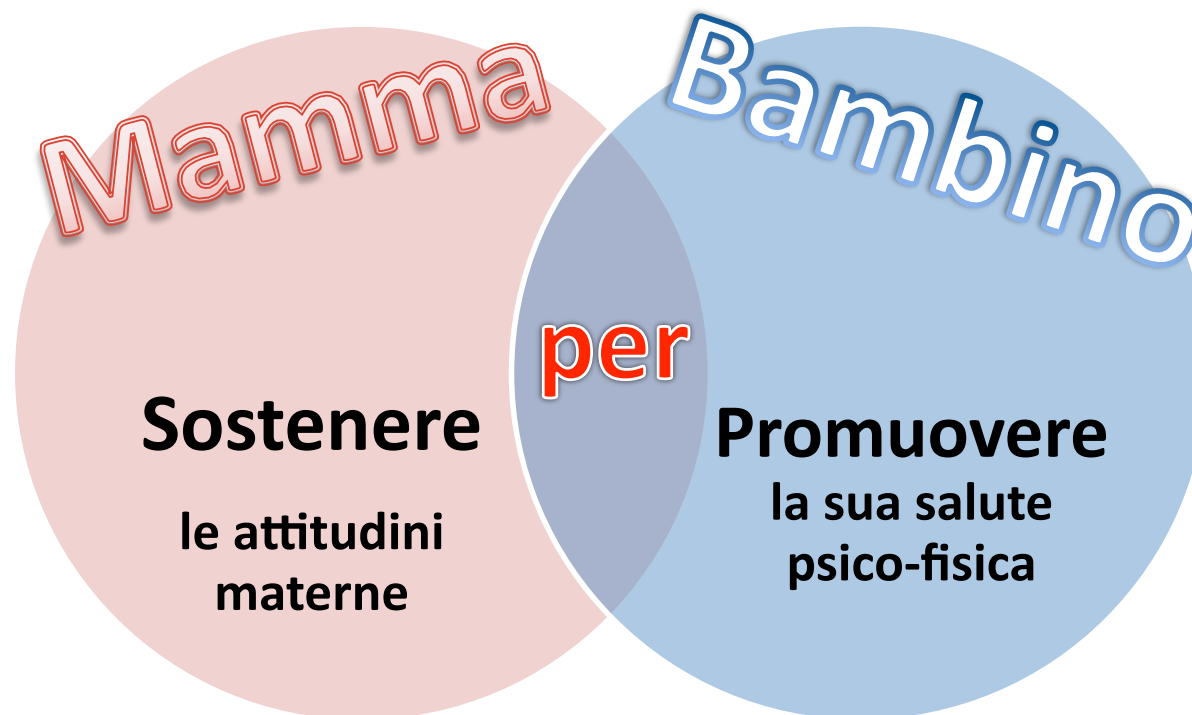 Mamma
Sostenere
le attitudini
materne
per
Bambino
Promuovere
la sua salute
psico-fisica